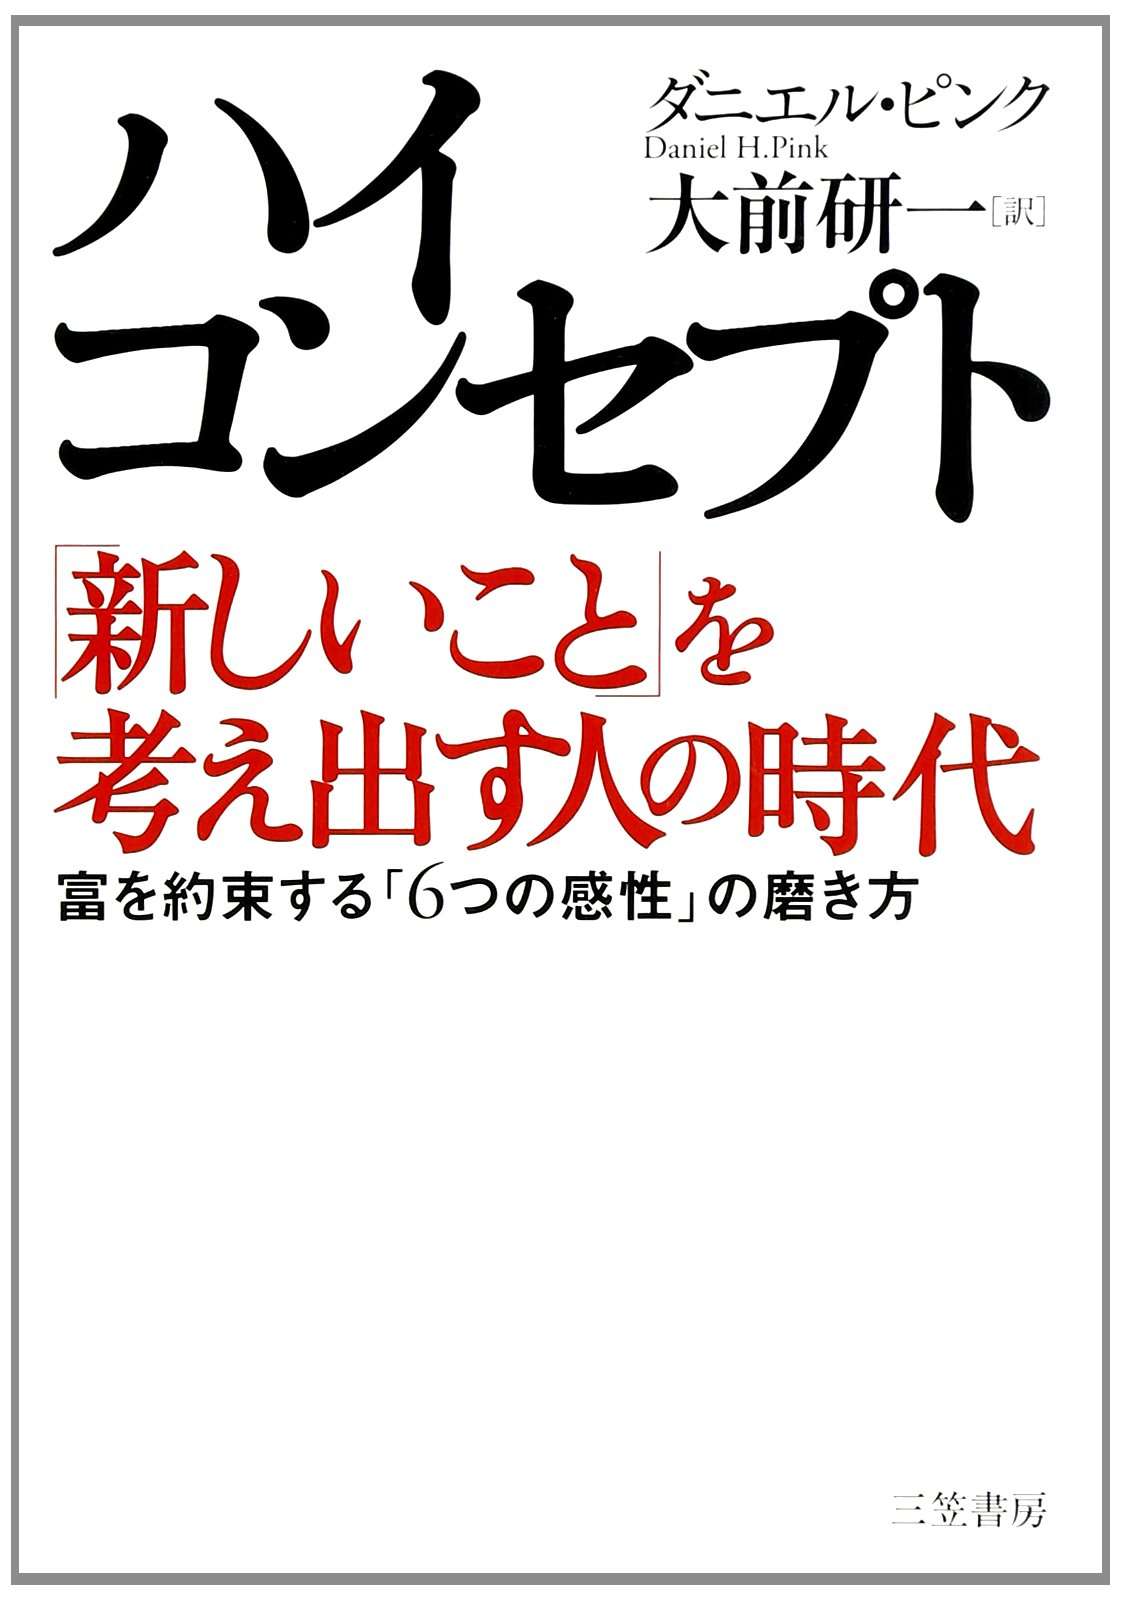 ハイ
コンセプト
ダニエル・ピンク
Daniel H.Pink
大前研一[訳]
「新しいこと」を
考え出す人の時代
富を約束する「6つの感性」の磨き方
三笠書房